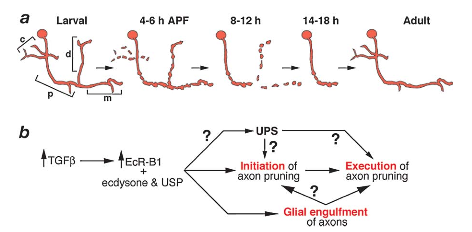 a Larval 4-6 h APF 8-12 h 14-18 h Adult
c
d
p
m
b
? UPS ?
?
TGFβ EcR-B1 Initiation of Execution of
+ axon pruning axon pruning
ecdysone & USP
?
Glial engulfment
of axons